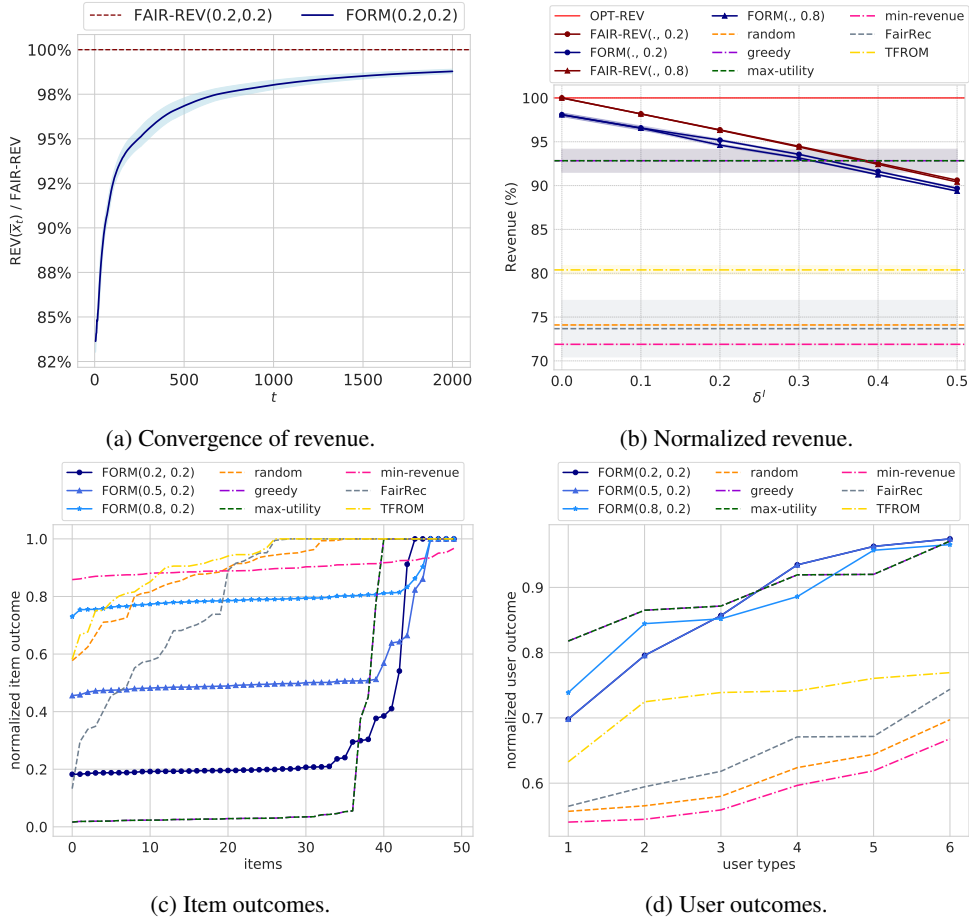 FAIR-REV(0.2,0.2) FORM(0.2,0.2)
100%
98%
95%
92%
90%
88%
85%
82%
REV(x̅ₜ) / FAIR-REV
0 500 1000 1500 2000
t
(a) Convergence of revenue.
OPT-REV FORM(., 0.8) min-revenue
FAIR-REV(., 0.2) random FairRec
FORM(., 0.2) greedy TFROM
FAIR-REV(., 0.8) max-utility
100
95
90
85
80
75
70
Revenue (%)
0.0 0.1 0.2 0.3 0.4 0.5
δᴵ
(b) Normalized revenue.
FORM(0.2, 0.2) random min-revenue
FORM(0.5, 0.2) greedy FairRec
FORM(0.8, 0.2) max-utility TFROM
1.0
0.8
0.6
0.4
0.2
0.0
normalized item outcome
0 10 20 30 40 50
items
(c) Item outcomes.
FORM(0.2, 0.2) random min-revenue
FORM(0.5, 0.2) greedy FairRec
FORM(0.8, 0.2) max-utility TFROM
0.9
0.8
0.7
0.6
normalized user outcome
1 2 3 4 5 6
user types
(d) User outcomes.